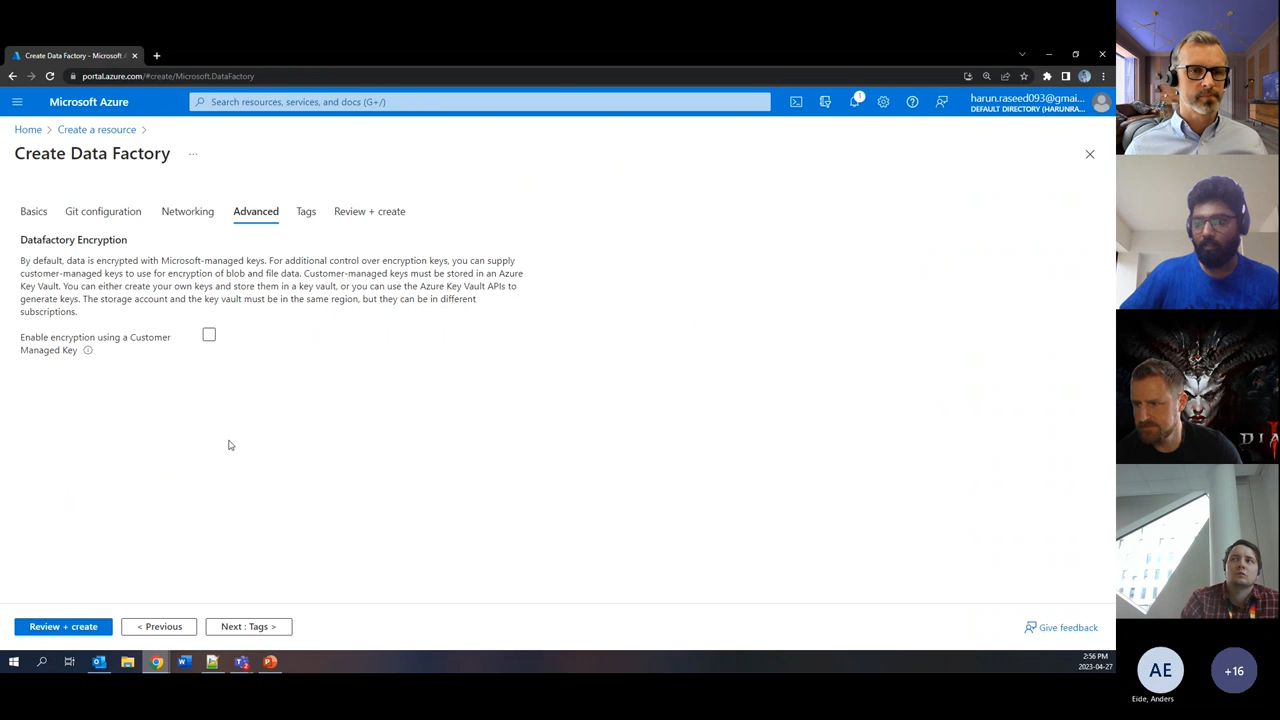 Create Data Factory - Microsoft A
portal.azure.com/#create/Microsoft.DataFactory
Microsoft Azure
Search resources, services, and docs (G+/)
1
harun.raseed093@gmai...
DEFAULT DIRECTORY (HARUNRA...
Home > Create a resource >
Create Data Factory ...
Basics
Git configuration
Networking
Advanced
Tags
Review + create
Datafactory Encryption
By default, data is encrypted with Microsoft-managed keys. For additional control over encryption keys, you can supply
customer-managed keys to use for encryption of blob and file data. Customer-managed keys must be stored in an Azure
Key Vault. You can either create your own keys and store them in a key vault, or you can use the Azure Key Vault APIs to
generate keys. The storage account and the key vault must be in the same region, but they can be in different
subscriptions.
Enable encryption using a Customer
Managed Key
Review + create
< Previous
Next : Tags >
Give feedback
2:56 PM
2023-04-27
DIA
AE
+16
Eide, Anders